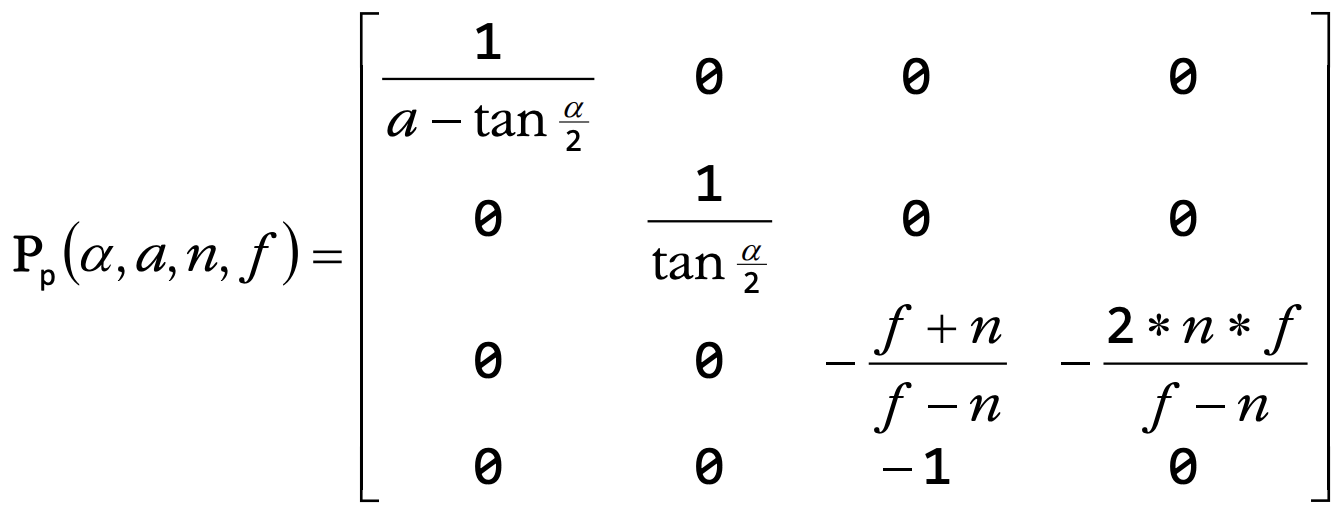 P_p(α, a, n, f) = [
1/(a − tan α/2) 0 0 0
0 1/(tan α/2) 0 0
0 0 −(f + n)/(f − n) −(2 * n * f)/(f − n)
0 0 −1 0
]